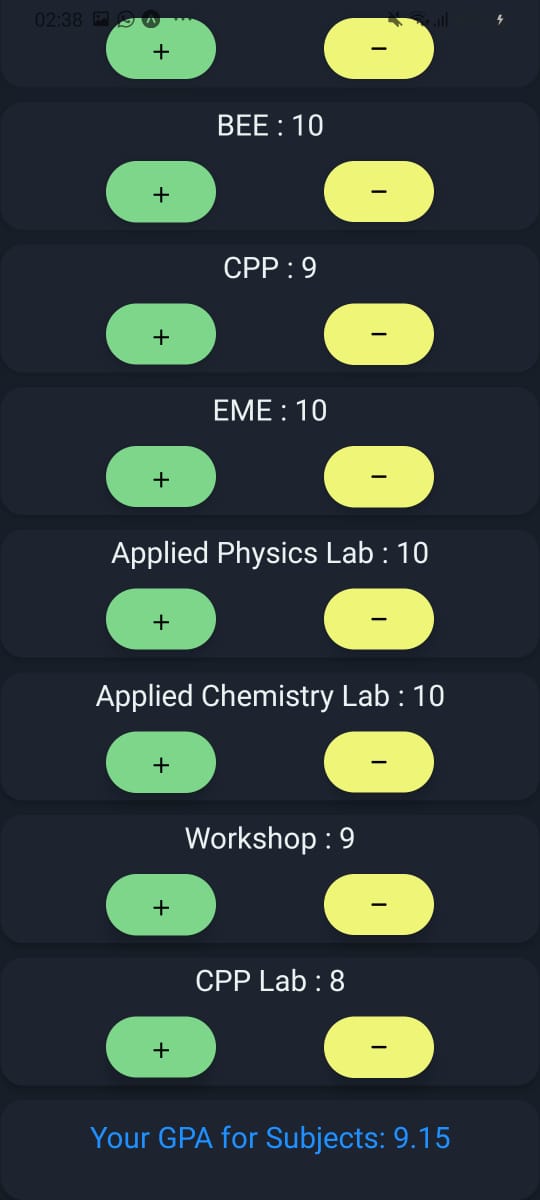 02:38
+ −
BEE : 10
+ −
CPP : 9
+ −
EME : 10
+ −
Applied Physics Lab : 10
+ −
Applied Chemistry Lab : 10
+ −
Workshop : 9
+ −
CPP Lab : 8
+ −
Your GPA for Subjects: 9.15